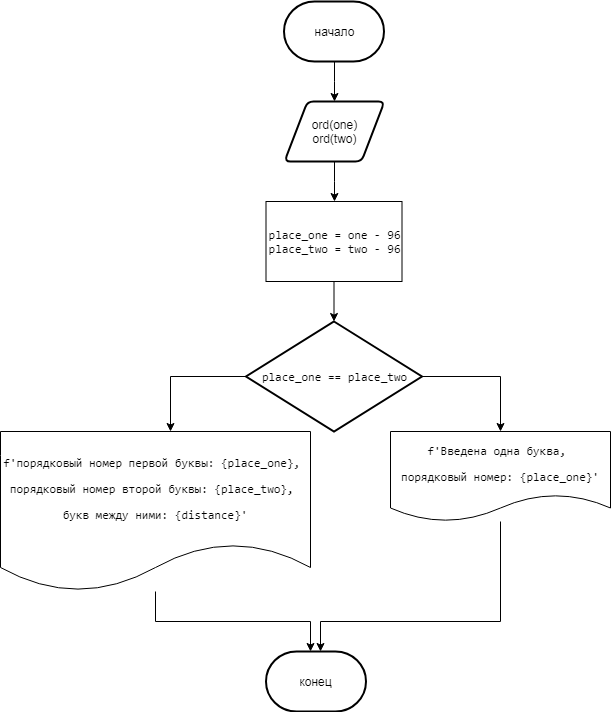 начало
ord(one)
ord(two)
place_one = one - 96
place_two = two - 96
place_one == place_two
f'порядковый номер первой буквы: {place_one},
порядковый номер второй буквы: {place_two},
букв между ними: {distance}'
f'Введена одна буква,
порядковый номер: {place_one}'
конец